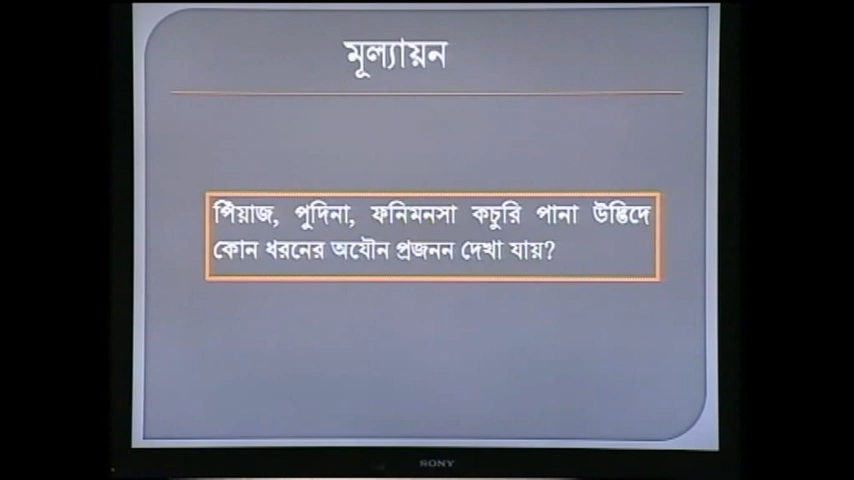 মূল্যায়ন
পিঁয়াজ, পুদিনা, ফনিমনসা কচুরি পানা উদ্ভিদে
কোন ধরনের অযৌন প্রজনন দেখা যায়?
SONY